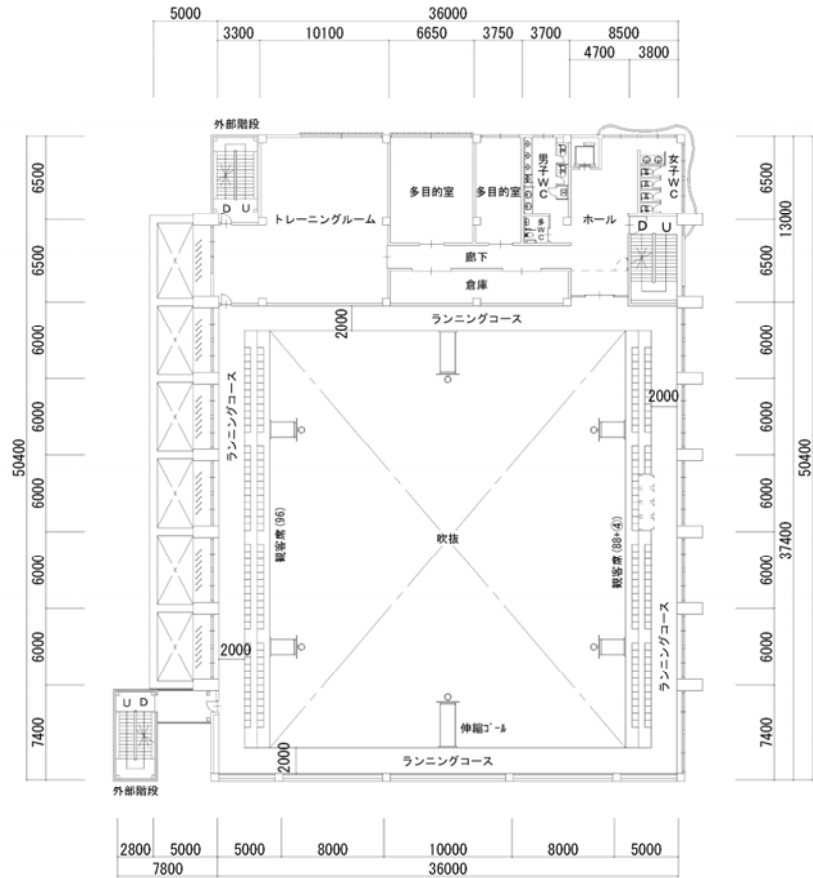 5000
36000
3300
10100
6650
3750
3700
8500
4700
3800
外部階段
D U
トレーニングルーム
多目的室
多目的室
男子WC
多WC
ホール
女子WC
D U
廊下
倉庫
ランニングコース
2000
ランニングコース
2000
観客席(96)
吹抜
観客席(88+④)
2000
ランニングコース
伸縮ゴール
2000
ランニングコース
U D
外部階段
6500
6500
6000
6000
6000
6000
6000
7400
50400
6500
6500
6000
6000
6000
6000
6000
7400
13000
37400
50400
2800
5000
5000
8000
10000
8000
5000
7800
36000